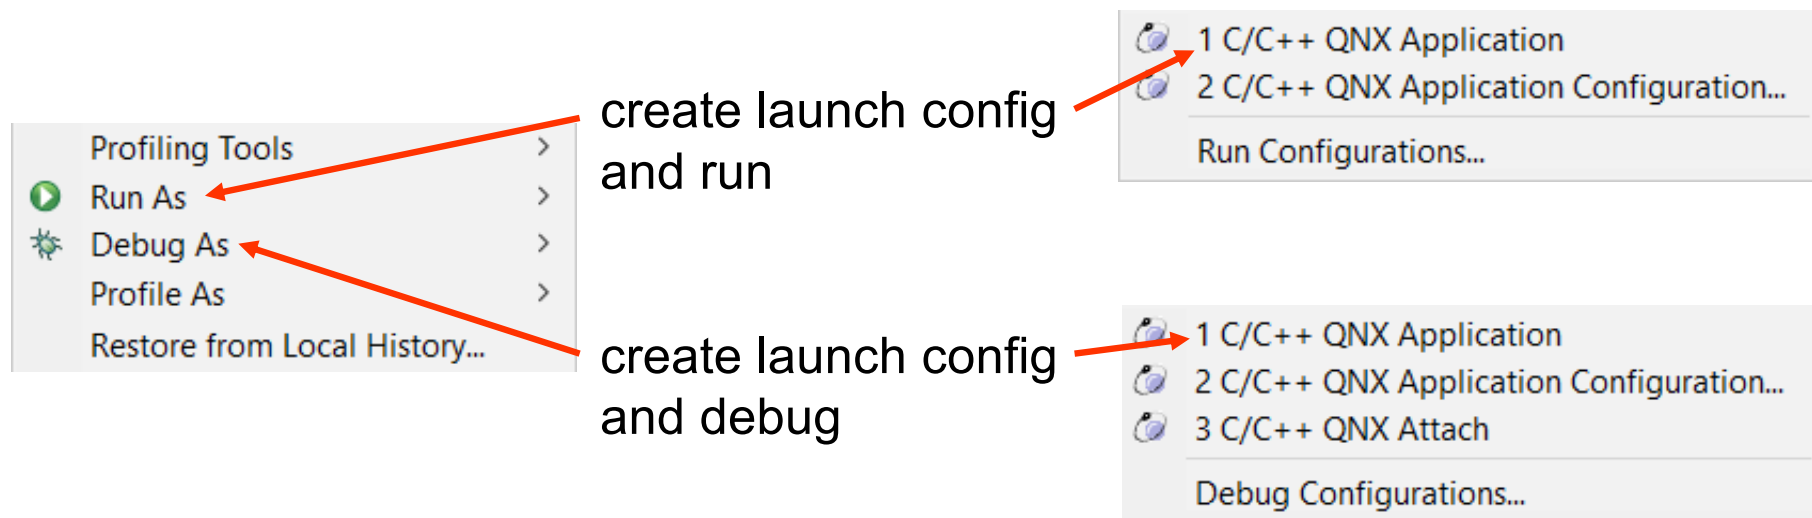 Profiling Tools
Run As
Debug As
Profile As
Restore from Local History...
create launch config
and run
create launch config
and debug
1 C/C++ QNX Application
2 C/C++ QNX Application Configuration...
Run Configurations...
1 C/C++ QNX Application
2 C/C++ QNX Application Configuration...
3 C/C++ QNX Attach
Debug Configurations...